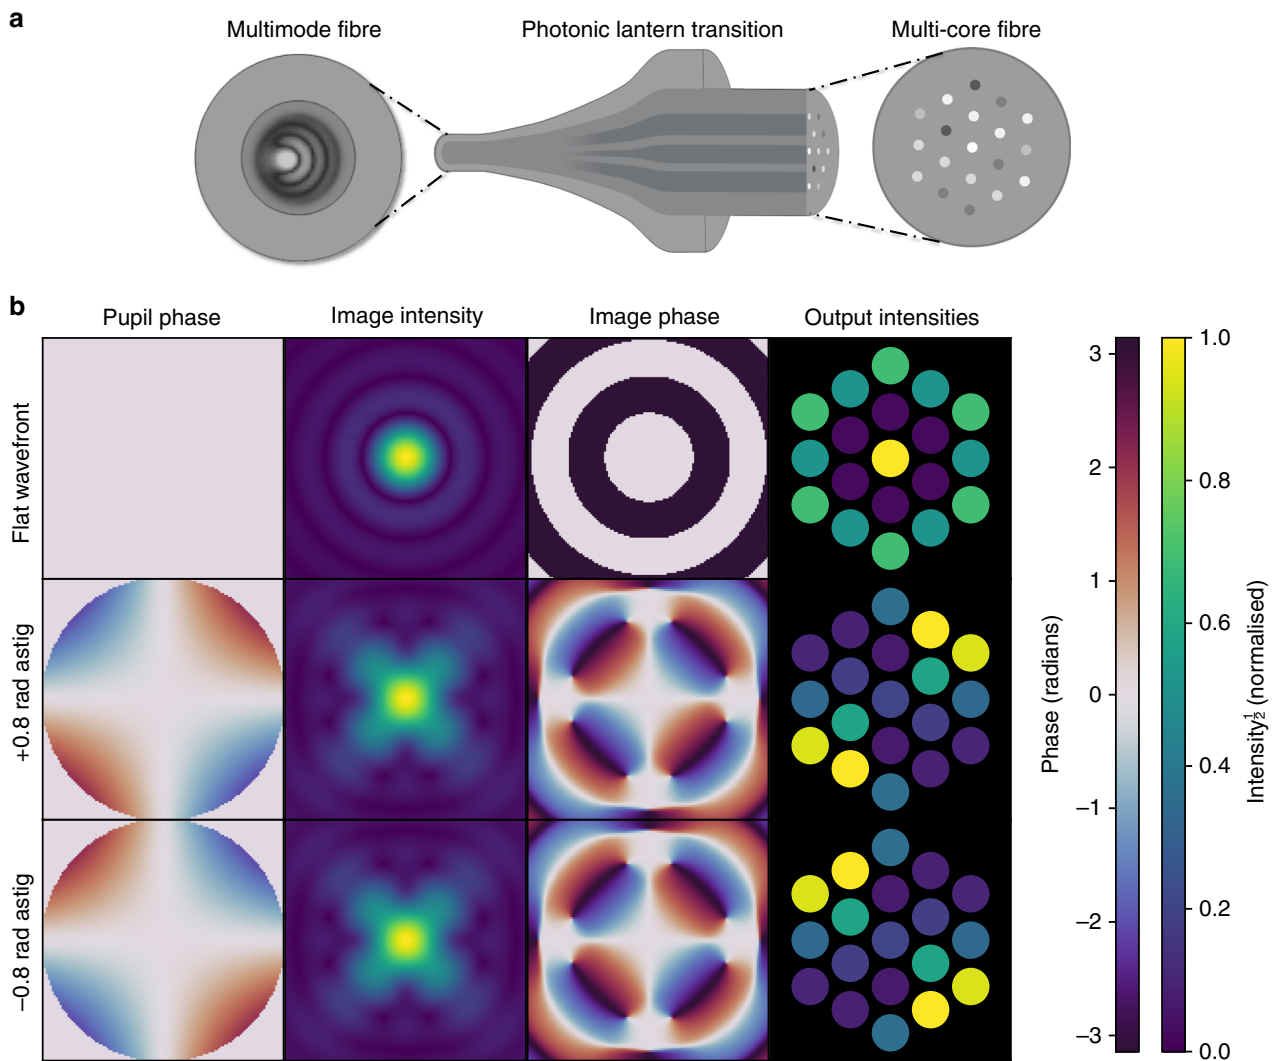 a
Multimode fibre
Photonic lantern transition
Multi-core fibre
b
Pupil phase
Image intensity
Image phase
Output intensities
Flat wavefront
+0.8 rad astig
−0.8 rad astig
3
2
1
0
−1
−2
−3
Phase (radians)
1.0
0.8
0.6
0.4
0.2
0.0
Intensity½ (normalised)